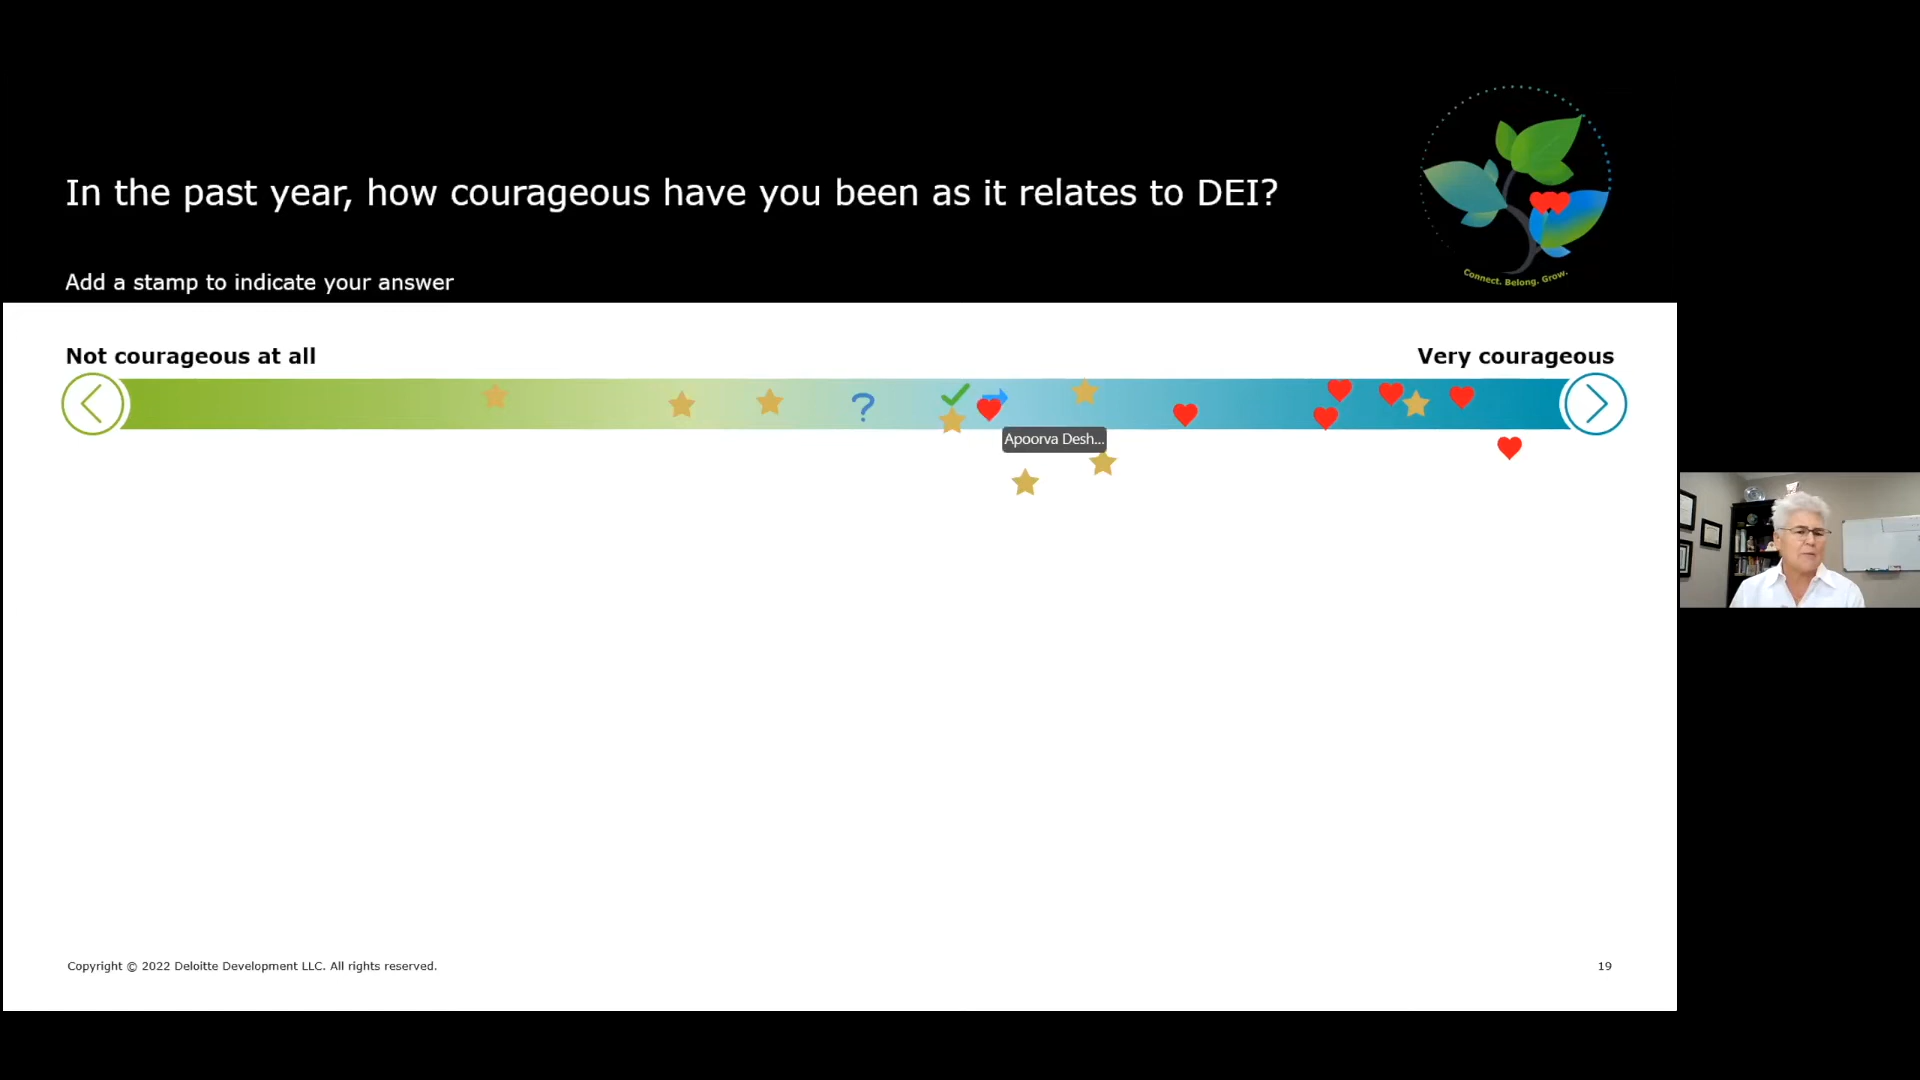 In the past year, how courageous have you been as it relates to DEI?
Add a stamp to indicate your answer
Connect. Belong. Grow.
Not courageous at all
Very courageous
Apoorva Desh...
Copyright © 2022 Deloitte Development LLC. All rights reserved.
19